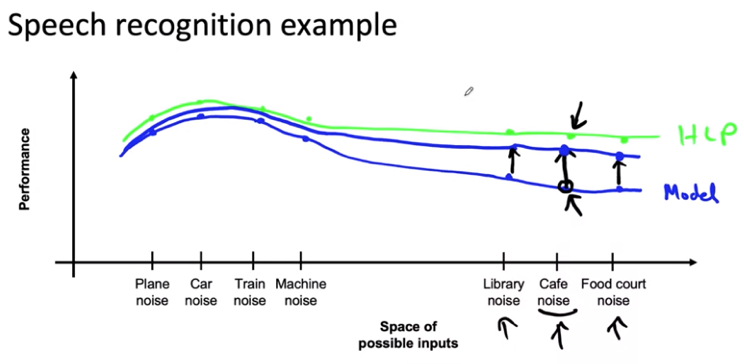 Speech recognition example
HLP
Performance
Model
Plane noise
Car noise
Train noise
Machine noise
Library noise
Cafe noise
Food court noise
Space of
possible inputs